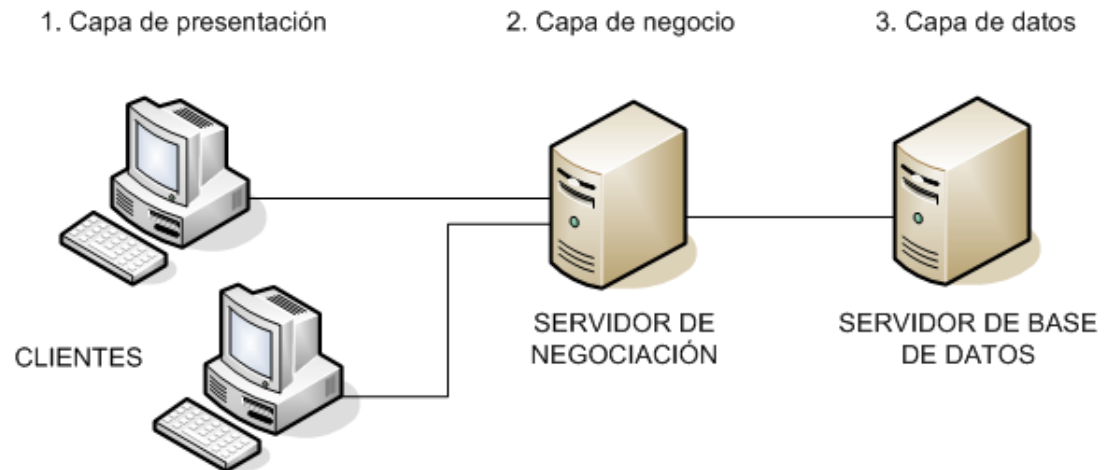 1. Capa de presentación
2. Capa de negocio
3. Capa de datos
CLIENTES
SERVIDOR DE
NEGOCIACIÓN
SERVIDOR DE BASE
DE DATOS